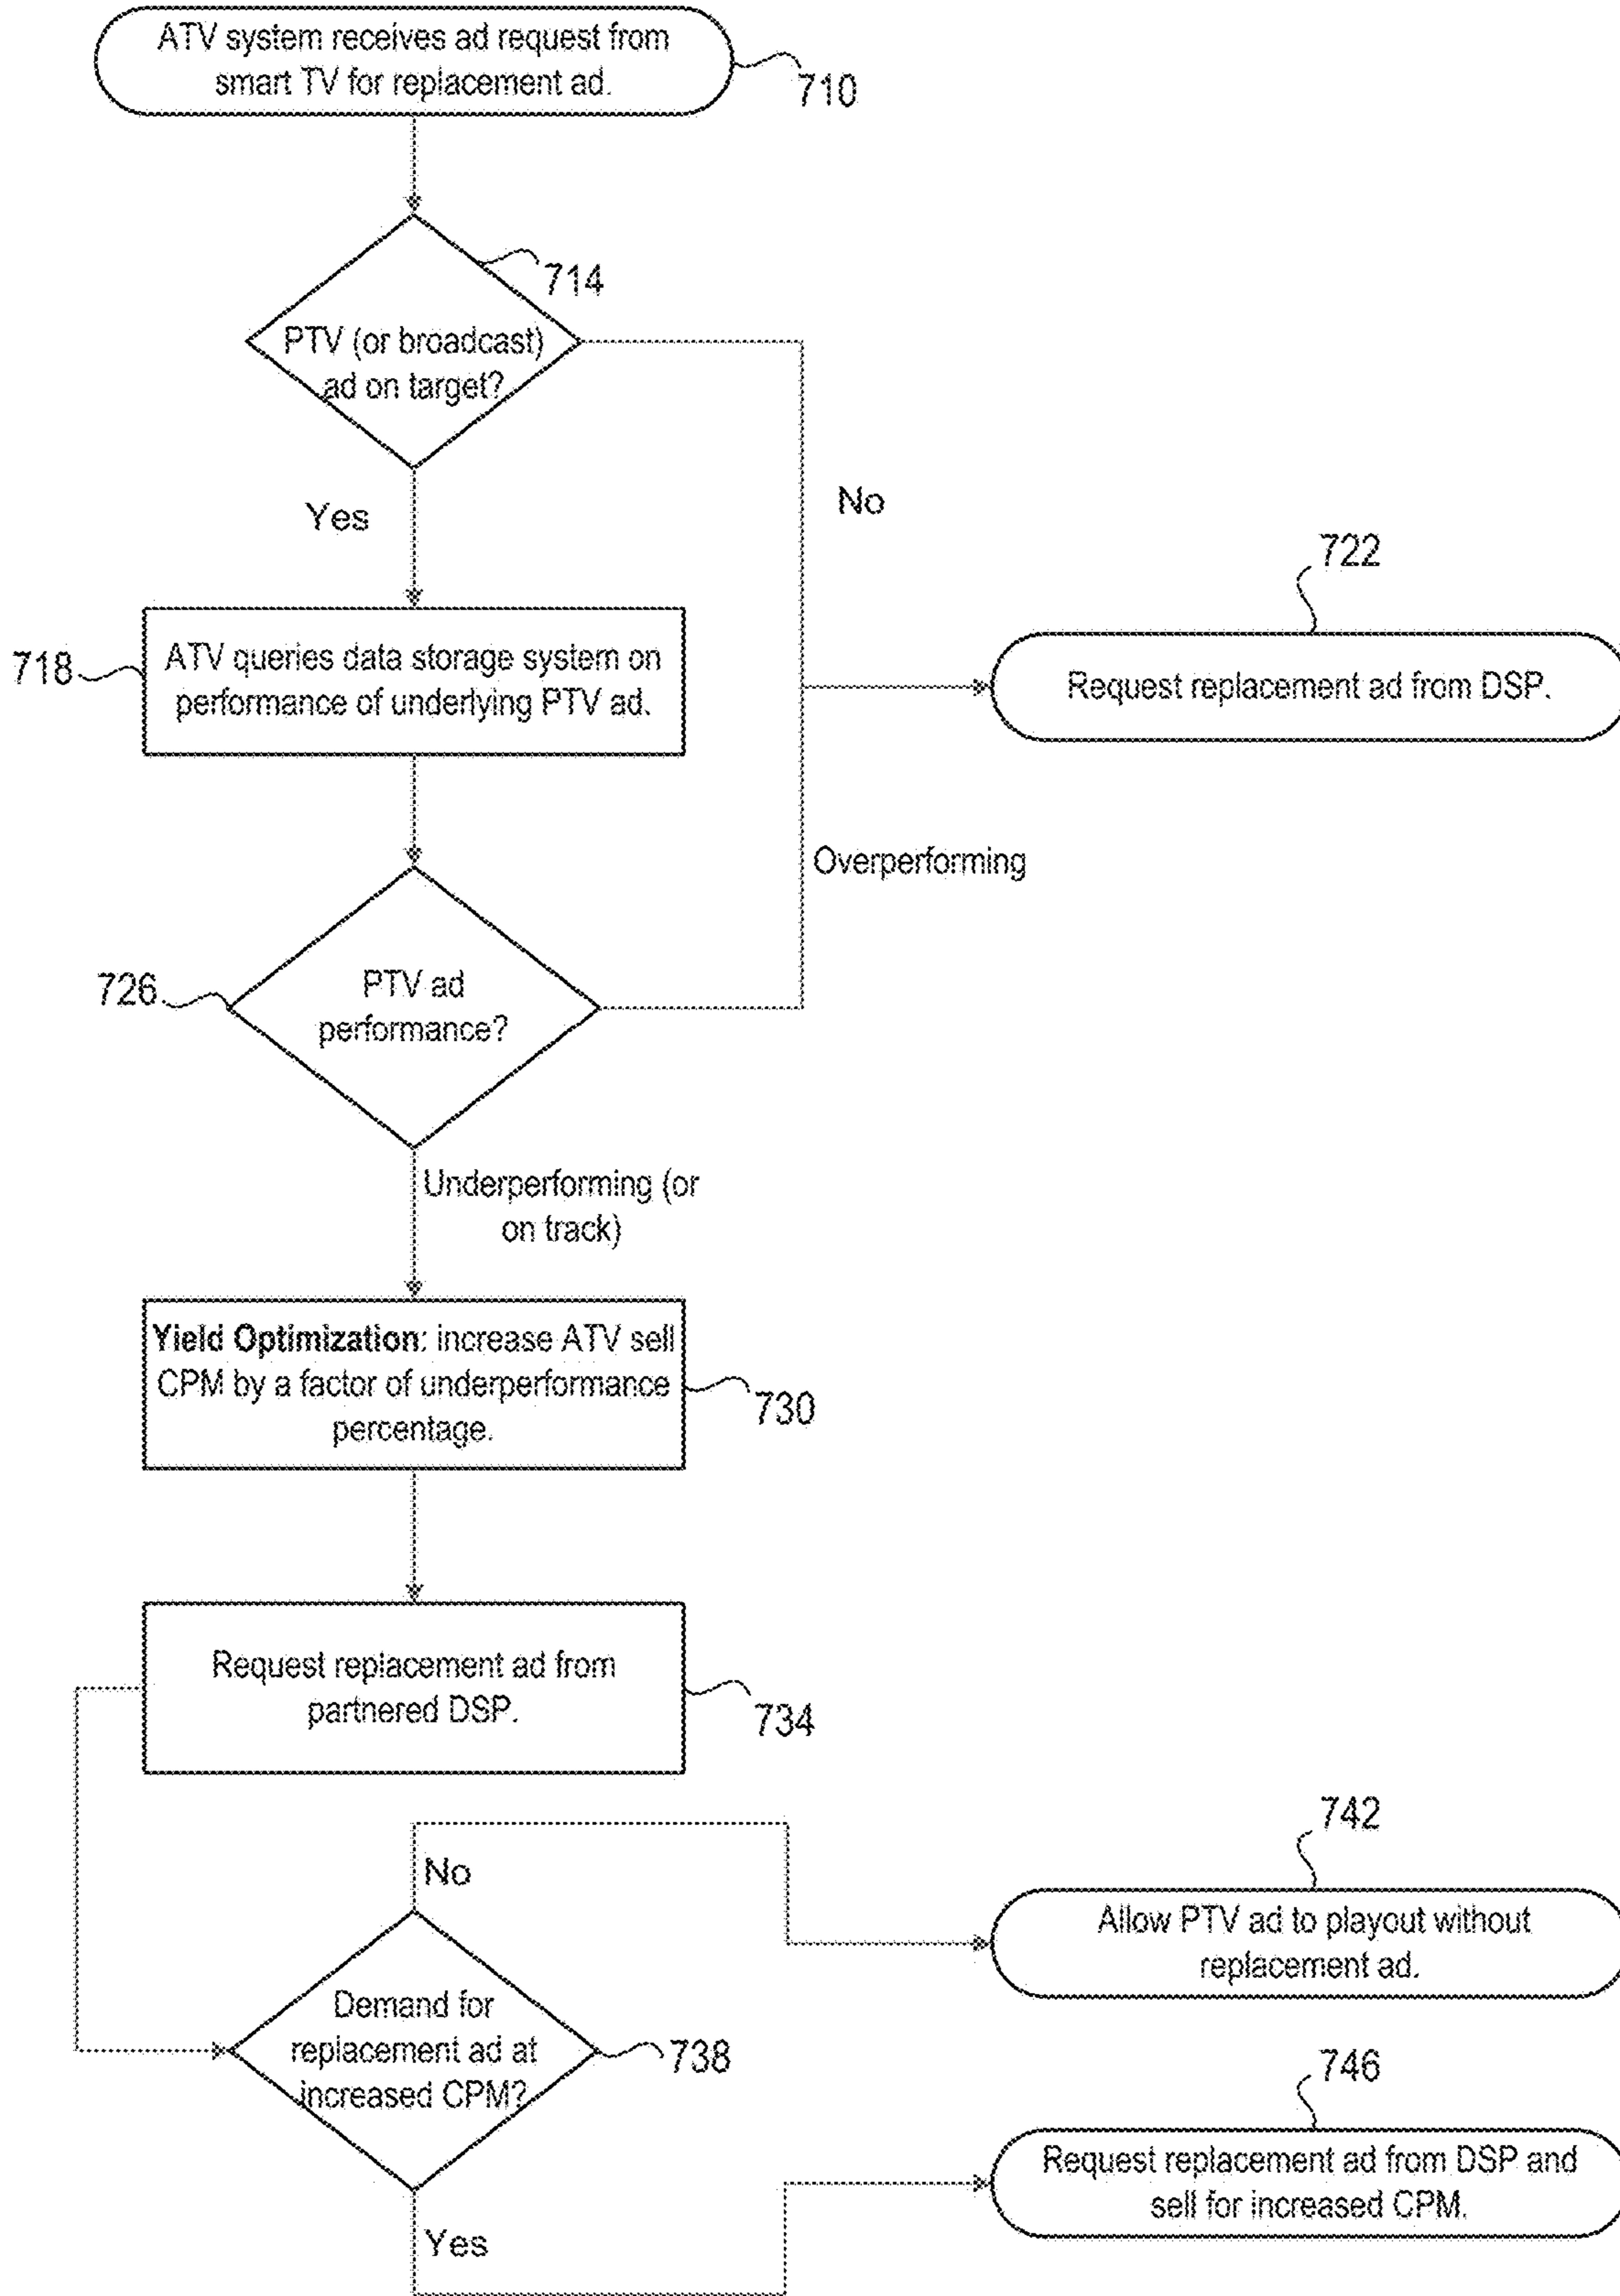 ATV system receives ad request from
smart TV for replacement ad.
710
714
PTV (or broadcast)
ad on target?
No
Yes
722
718
ATV queries data storage system on
performance of underlying PTV ad.
Request replacement ad from DSP.
Overperforming
726
PTV ad
performance?
Underperforming (or
on track)
Yield Optimization: increase ATV sell
CPM by a factor of underperformance
percentage.
730
Request replacement ad from
partnered DSP.
734
742
No
Allow PTV ad to playout without
replacement ad.
Demand for
replacement ad at
increased CPM?
738
746
Request replacement ad from DSP and
sell for increased CPM.
Yes